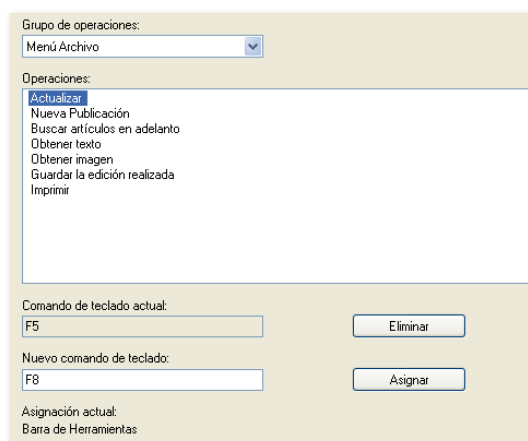 Grupo de operaciones:
Menú Archivo
Operaciones:
Actualizar
Nueva Publicación
Buscar artículos en adelanto
Obtener texto
Obtener imagen
Guardar la edición realizada
Imprimir
Comando de teclado actual:
F5
Eliminar
Nuevo comando de teclado:
F8
Asignar
Asignación actual:
Barra de Herramientas